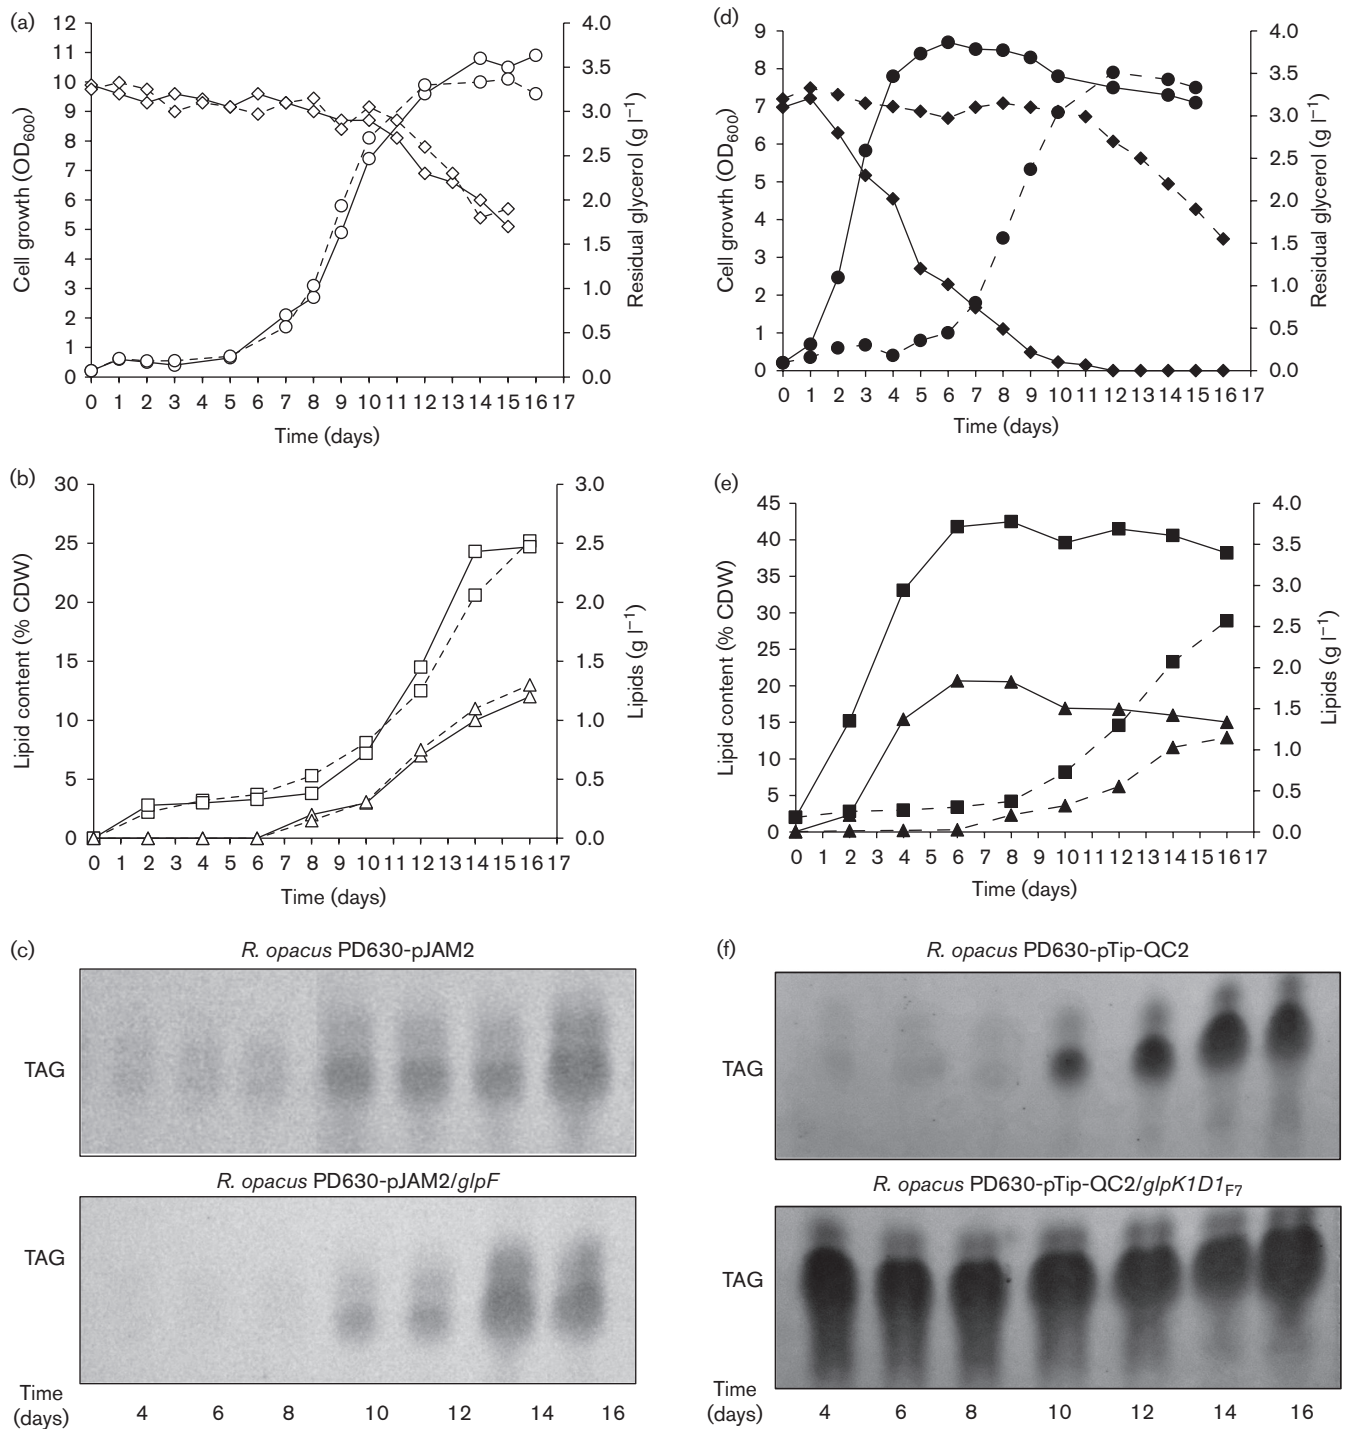 (a)
12
11
10
9
8
7
6
5
4
3
2
1
0
Cell growth (OD600)
4.0
3.5
3.0
2.5
2.0
1.5
1.0
0.5
0.0
Residual glycerol (g l−1)
0 1 2 3 4 5 6 7 8 9 10 11 12 13 14 15 16 17
Time (days)
(d)
9
8
7
6
5
4
3
2
1
0
Cell growth (OD600)
4.0
3.5
3.0
2.5
2.0
1.5
1.0
0.5
0.0
Residual glycerol (g l−1)
0 1 2 3 4 5 6 7 8 9 10 11 12 13 14 15 16 17
Time (days)
(b)
30
25
20
15
10
5
0
Lipid content (% CDW)
3.0
2.5
2.0
1.5
1.0
0.5
0.0
Lipids (g l−1)
0 1 2 3 4 5 6 7 8 9 10 11 12 13 14 15 16 17
Time (days)
(e)
45
40
35
30
25
20
15
10
5
0
Lipid content (% CDW)
4.0
3.5
3.0
2.5
2.0
1.5
1.0
0.5
0.0
Lipids (g l−1)
0 1 2 3 4 5 6 7 8 9 10 11 12 13 14 15 16 17
Time (days)
(c)
R. opacus PD630-pJAM2
TAG
R. opacus PD630-pJAM2/glpF
TAG
Time
(days)
4 6 8 10 12 14 16
(f)
R. opacus PD630-pTip-QC2
TAG
R. opacus PD630-pTip-QC2/glpK1D1F7
TAG
Time
(days)
4 6 8 10 12 14 16